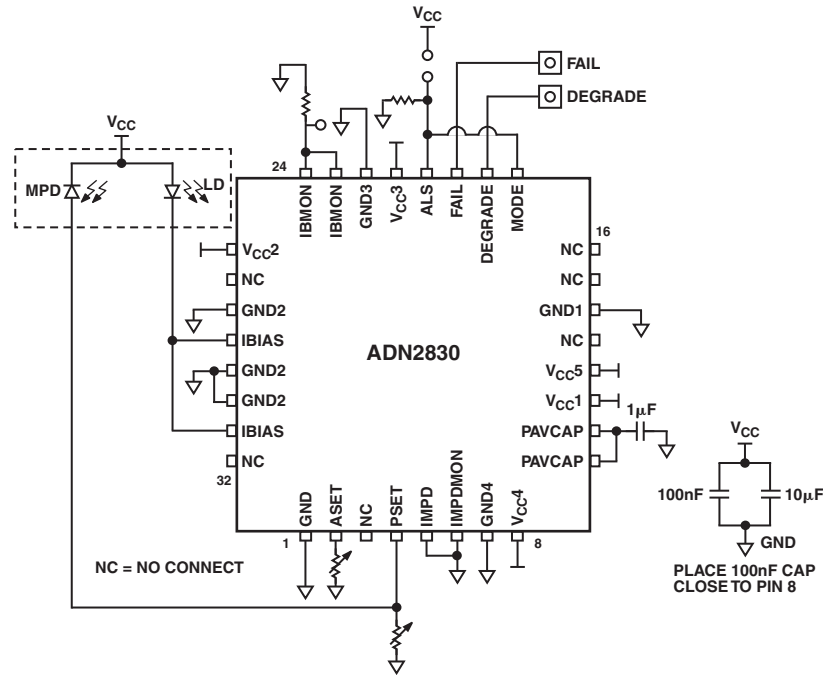 VCC
FAIL
DEGRADE
VCC
MPD
LD
24
IBMON
IBMON
GND3
VCC3
ALS
FAIL
DEGRADE
MODE
16
VCC2
NC
GND2
IBIAS
GND2
GND2
IBIAS
NC
32
ADN2830
NC
NC
GND1
NC
VCC5
VCC1
PAVCAP
PAVCAP
1µF
GND
ASET
NC
PSET
IMPD
IMPDMON
GND4
VCC4
1
8
NC = NO CONNECT
VCC
100nF
10µF
GND
PLACE 100nF CAP
CLOSE TO PIN 8